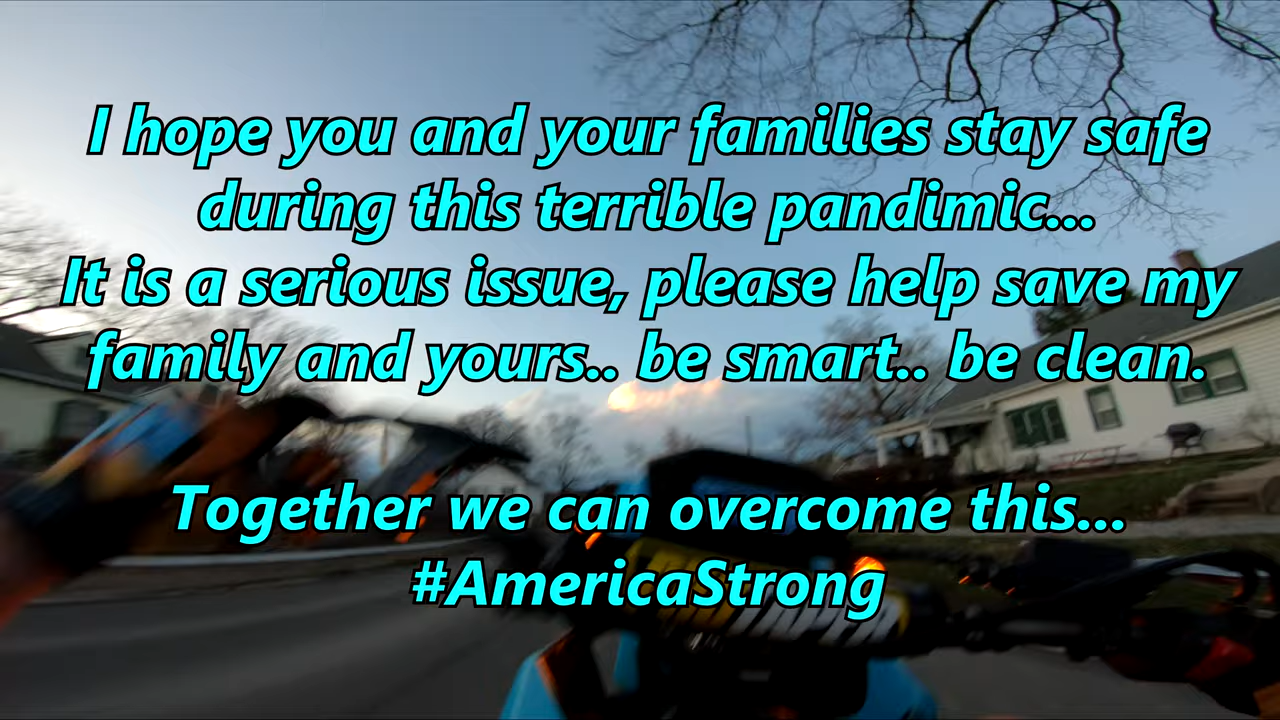 I hope you and your families stay safe
during this terrible pandimic...
It is a serious issue, please help save my
family and yours.. be smart.. be clean.
Together we can overcome this...
#AmericaStrong